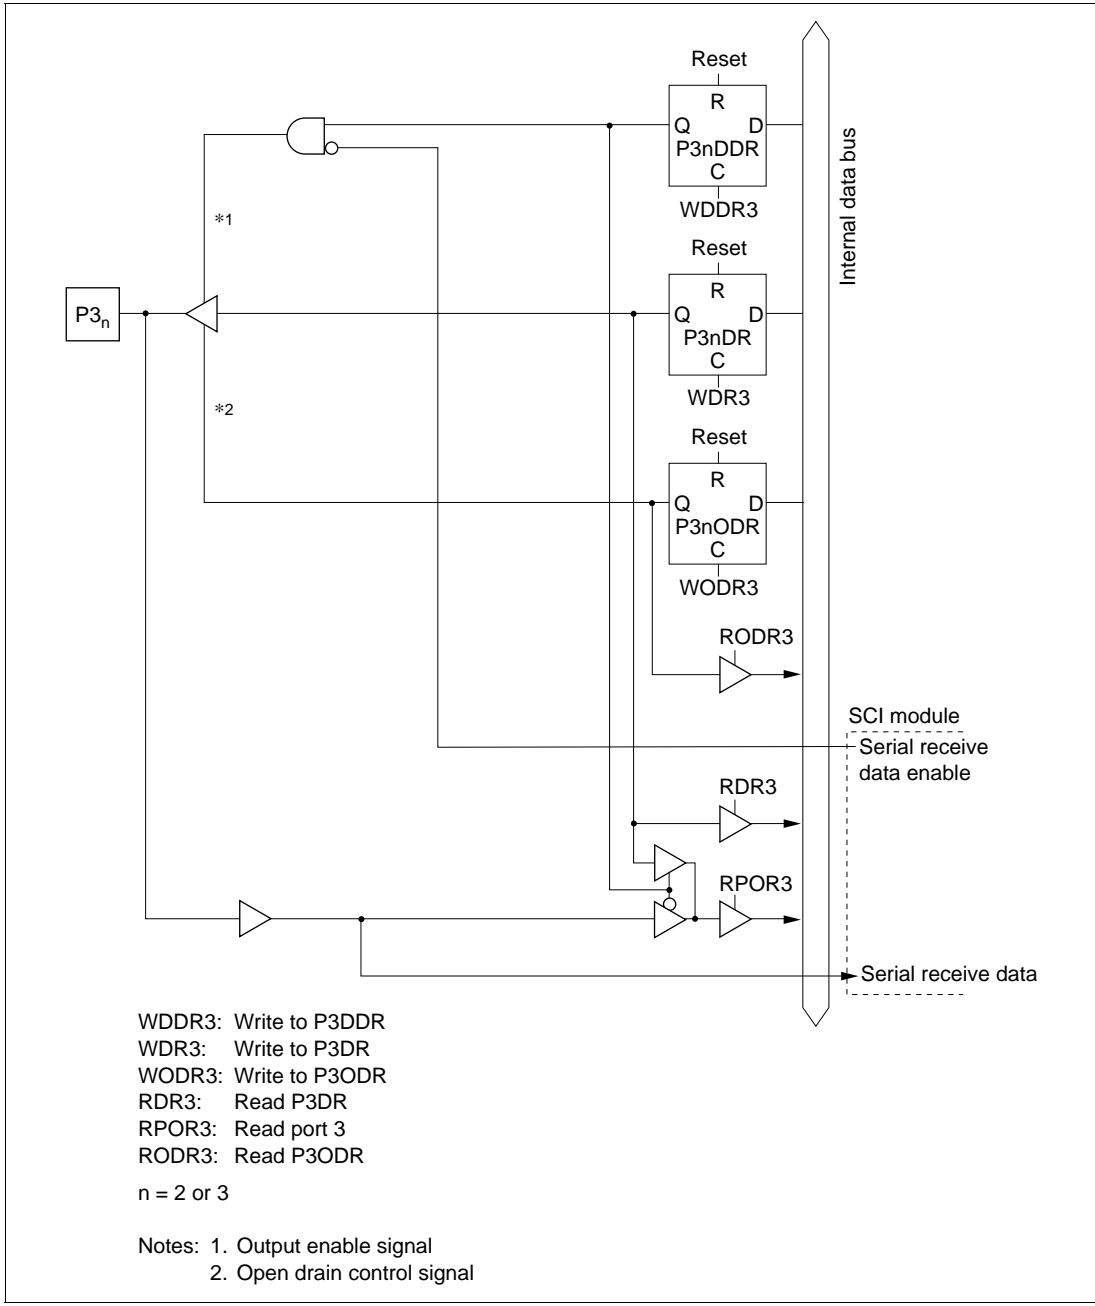 Reset
R
Q D
P3nDDR
C
WDDR3
Internal data bus
*1
Reset
R
P3n
Q D
P3nDR
C
WDR3
*2
Reset
R
Q D
P3nODR
C
WODR3
RODR3
SCI module
Serial receive
data enable
RDR3
RPOR3
Serial receive data
WDDR3: Write to P3DDR
WDR3: Write to P3DR
WODR3: Write to P3ODR
RDR3: Read P3DR
RPOR3: Read port 3
RODR3: Read P3ODR
n = 2 or 3
Notes: 1. Output enable signal
2. Open drain control signal